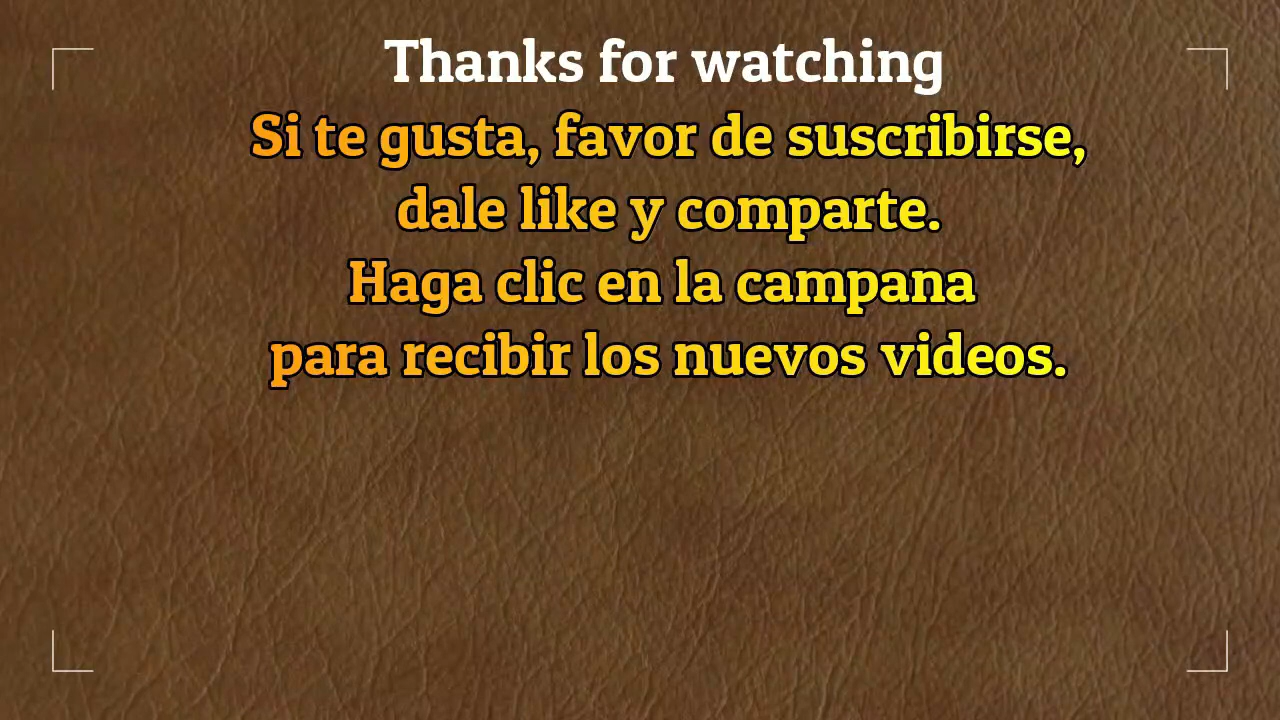 Thanks for watching
Si te gusta, favor de suscribirse,
dale like y comparte.
Haga clic en la campana
para recibir los nuevos videos.